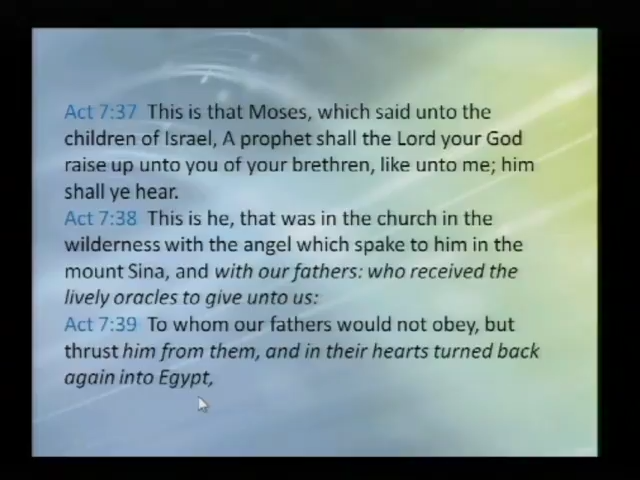 Act 7:37 This is that Moses, which said unto the
children of Israel, A prophet shall the Lord your God
raise up unto you of your brethren, like unto me; him
shall ye hear.
Act 7:38 This is he, that was in the church in the
wilderness with the angel which spake to him in the
mount Sina, and with our fathers: who received the
lively oracles to give unto us:
Act 7:39 To whom our fathers would not obey, but
thrust him from them, and in their hearts turned back
again into Egypt,